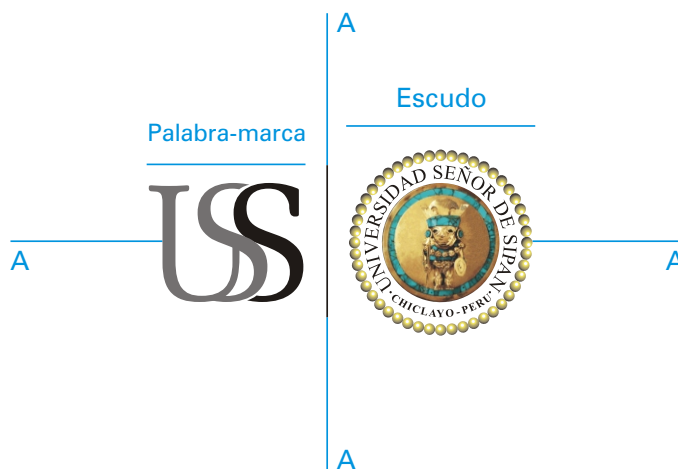 A
Escudo
Palabra-marca
USS
UNIVERSIDAD SEÑOR DE SIPAN
·CHICLAYO-PERU·
A
A
A